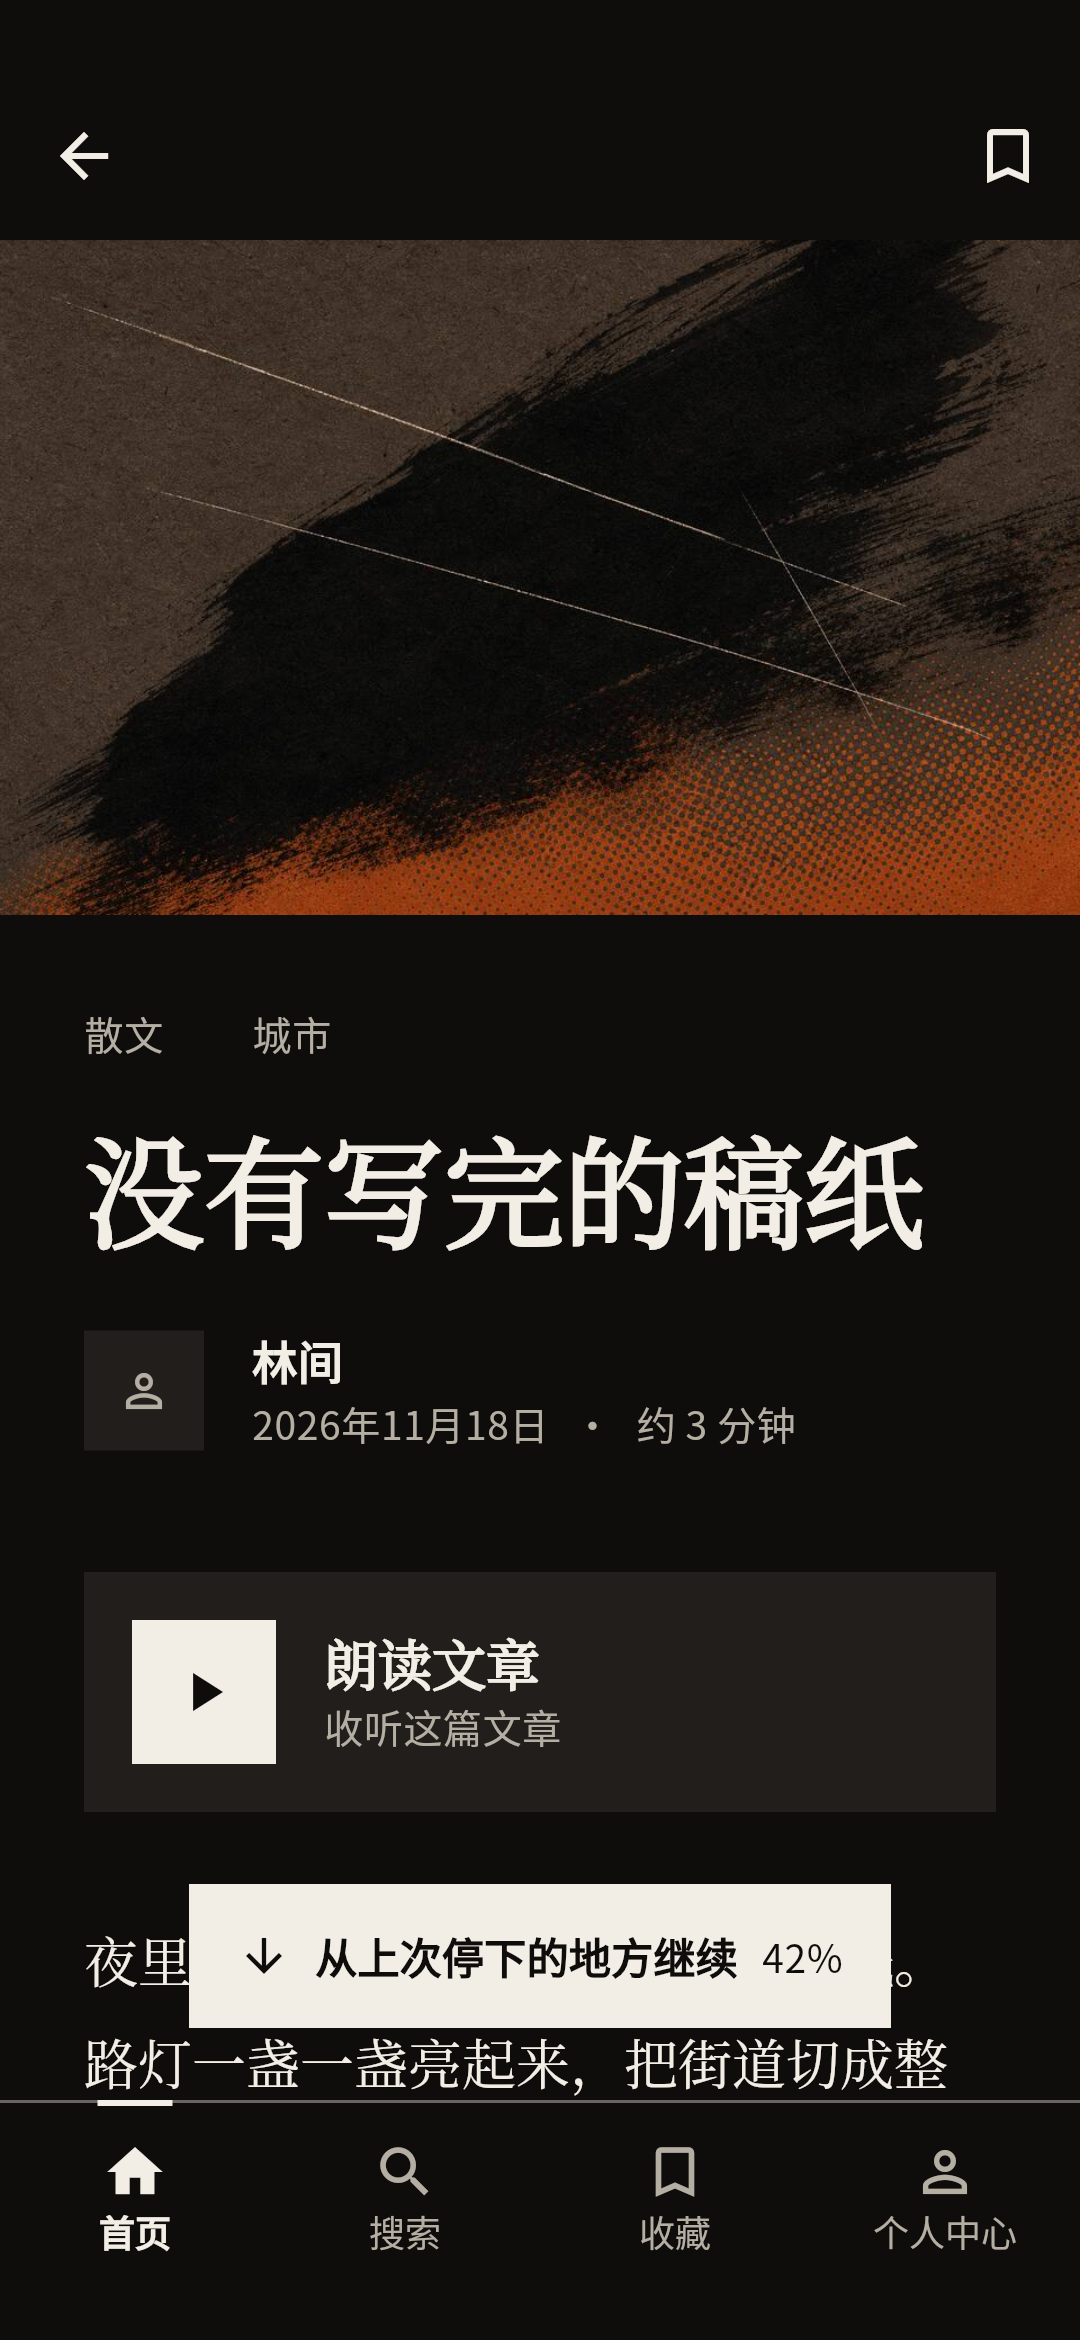 散文 城市
没有写完的稿纸
林间
2026年11月18日 · 约 3 分钟
朗读文章
收听这篇文章
夜里
。
从上次停下的地方继续 42%
路灯一盏一盏亮起来，把街道切成整
首页 搜索 收藏 个人中心